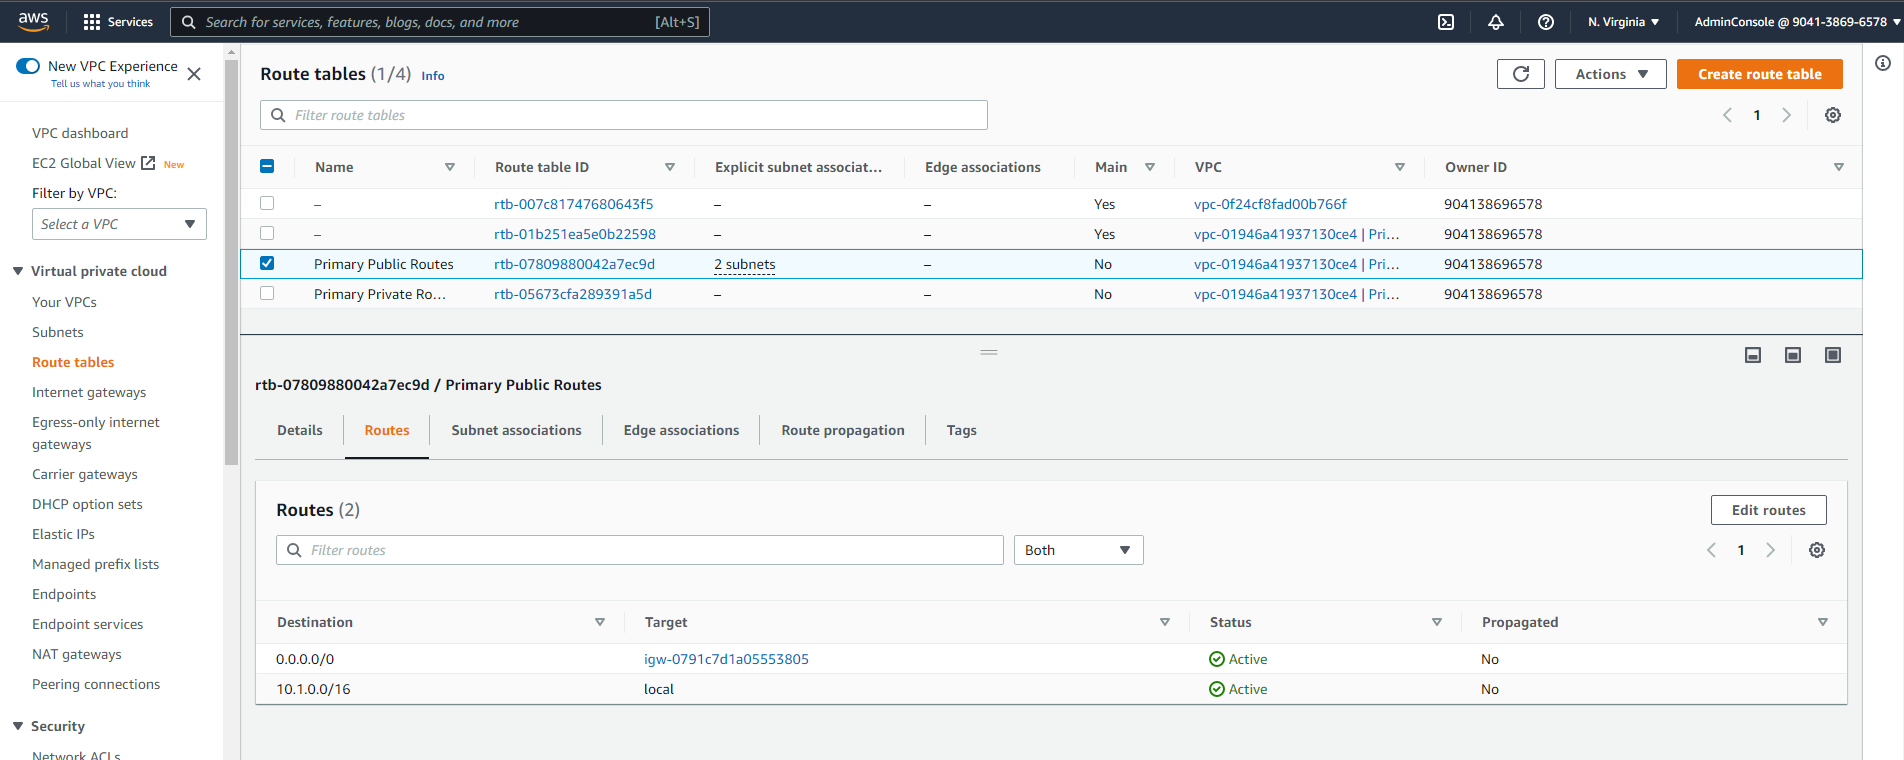 aws
Services
Search for services, features, blogs, docs, and more
[Alt+S]
N. Virginia
AdminConsole @ 9041-3869-6578
New VPC Experience
Tell us what you think
VPC dashboard
EC2 Global View New
Filter by VPC:
Select a VPC
Virtual private cloud
Your VPCs
Subnets
Route tables
Internet gateways
Egress-only internet
gateways
Carrier gateways
DHCP option sets
Elastic IPs
Managed prefix lists
Endpoints
Endpoint services
NAT gateways
Peering connections
Security
Network ACLs
Route tables (1/4) Info
Actions
Create route table
Filter route tables
1
Name Route table ID Explicit subnet associat... Edge associations Main VPC Owner ID
– rtb-007c81747680643f5 – – Yes vpc-0f24cf8fad00b766f 904138696578
– rtb-01b251ea5e0b22598 – – Yes vpc-01946a41937130ce4 | Pri... 904138696578
Primary Public Routes rtb-07809880042a7ec9d 2 subnets – No vpc-01946a41937130ce4 | Pri... 904138696578
Primary Private Ro... rtb-05673cfa289391a5d – – No vpc-01946a41937130ce4 | Pri... 904138696578
rtb-07809880042a7ec9d / Primary Public Routes
Details Routes Subnet associations Edge associations Route propagation Tags
Routes (2)
Edit routes
Filter routes
Both
1
Destination Target Status Propagated
0.0.0.0/0 igw-0791c7d1a05553805 Active No
10.1.0.0/16 local Active No